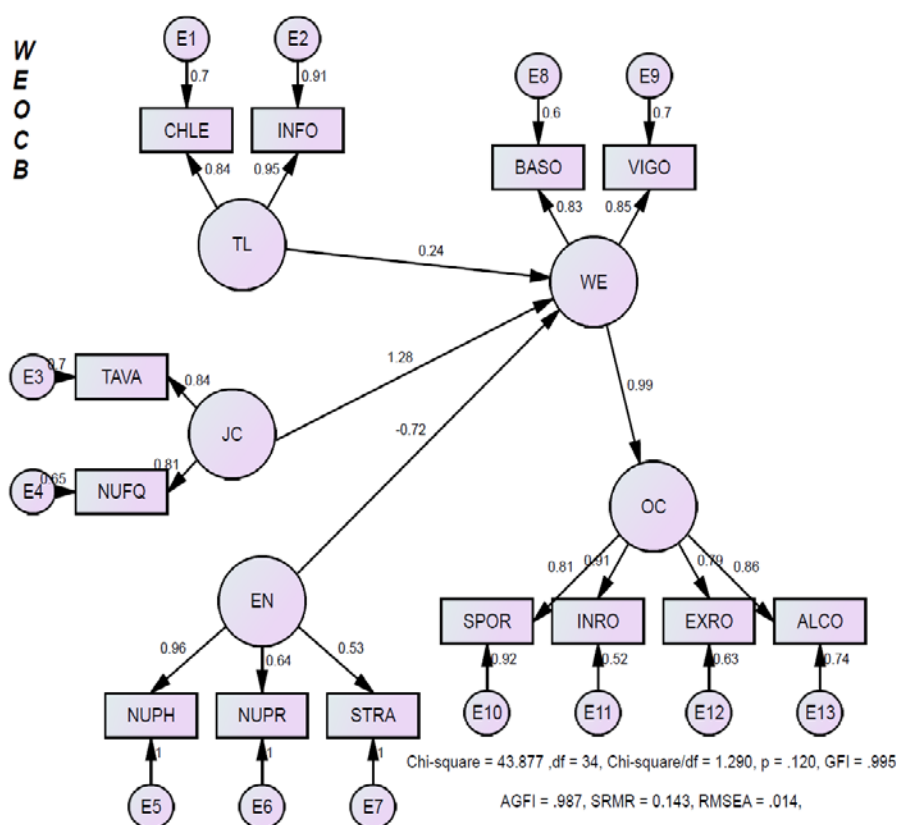 W
E
O
C
B
E1
E2
0.7
0.91
CHLE
INFO
0.84
0.95
TL
E8
E9
0.6
0.7
BASO
VIGO
0.83
0.85
WE
0.24
E3
0.7
TAVA
0.84
JC
1.28
E4
0.65
NUFQ
0.81
-0.72
0.99
EN
0.96
0.64
0.53
NUPH
NUPR
STRA
1
1
1
E5
E6
E7
OC
0.81
0.91
0.79
0.86
SPOR
INRO
EXRO
ALCO
0.92
0.52
0.63
0.74
E10
E11
E12
E13
Chi-square = 43.877 ,df = 34, Chi-square/df = 1.290, p = .120, GFI = .995
AGFI = .987, SRMR = 0.143, RMSEA = .014,